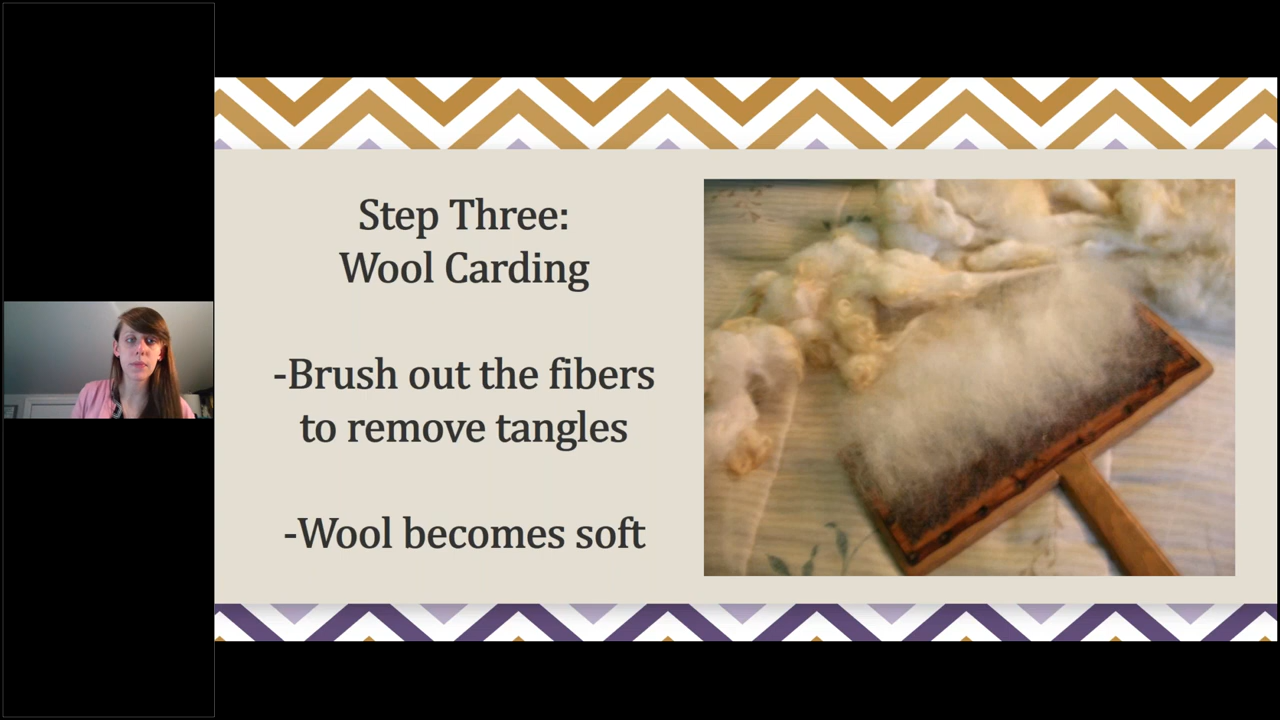 Step Three:
Wool Carding
-Brush out the fibers
to remove tangles
-Wool becomes soft